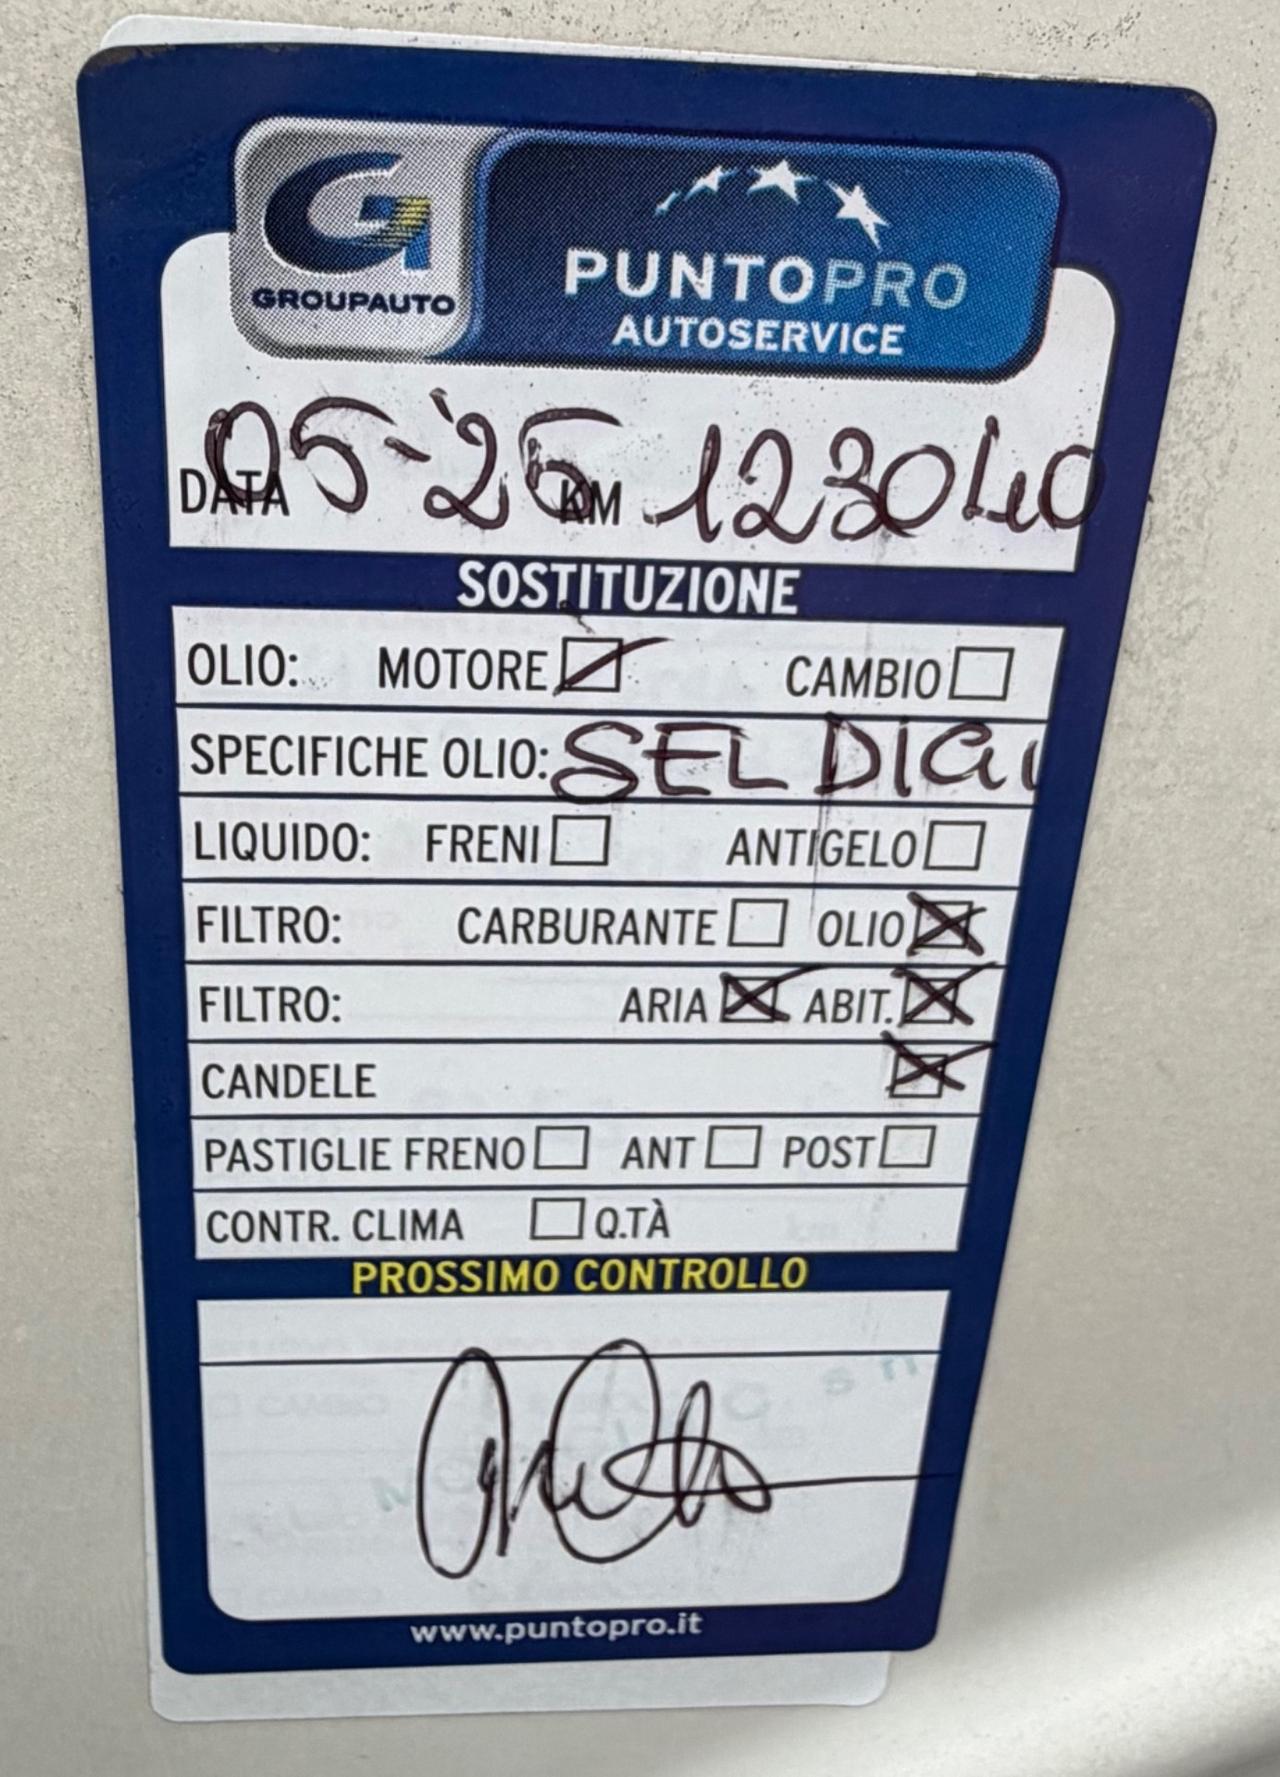 GROUPAUTO
PUNTOPRO
AUTOSERVICE
DATA 05-'25 KM 123040
SOSTITUZIONE
OLIO: MOTORE CAMBIO
SPECIFICHE OLIO: SEL DIGI
LIQUIDO: FRENI ANTIGELO
FILTRO: CARBURANTE OLIO
FILTRO: ARIA ABIT.
CANDELE
PASTIGLIE FRENO ANT POST
CONTR. CLIMA Q.TÀ
PROSSIMO CONTROLLO
www.puntopro.it